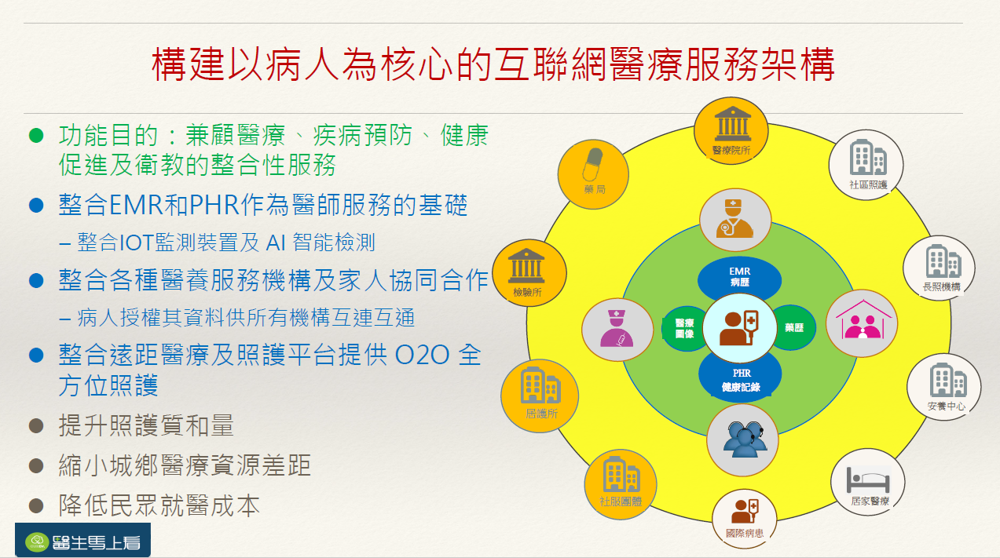 構建以病人為核心的互聯網醫療服務架構
● 功能目的：兼顧醫療、疾病預防、健康
促進及衛教的整合性服務
● 整合EMR和PHR作為醫師服務的基礎
– 整合IOT監測裝置及 AI 智能檢測
● 整合各種醫養服務機構及家人協同合作
– 病人授權其資料供所有機構互連互通
● 整合遠距醫療及照護平台提供 O2O 全
方位照護
● 提升照護質和量
● 縮小城鄉醫療資源差距
● 降低民眾就醫成本
醫生馬上看
醫療院所
社區照護
長照機構
安養中心
居家醫療
國際病患
社服團體
居護所
檢驗所
藥局
EMR
病歷
醫療
圖像
藥歷
PHR
健康記錄